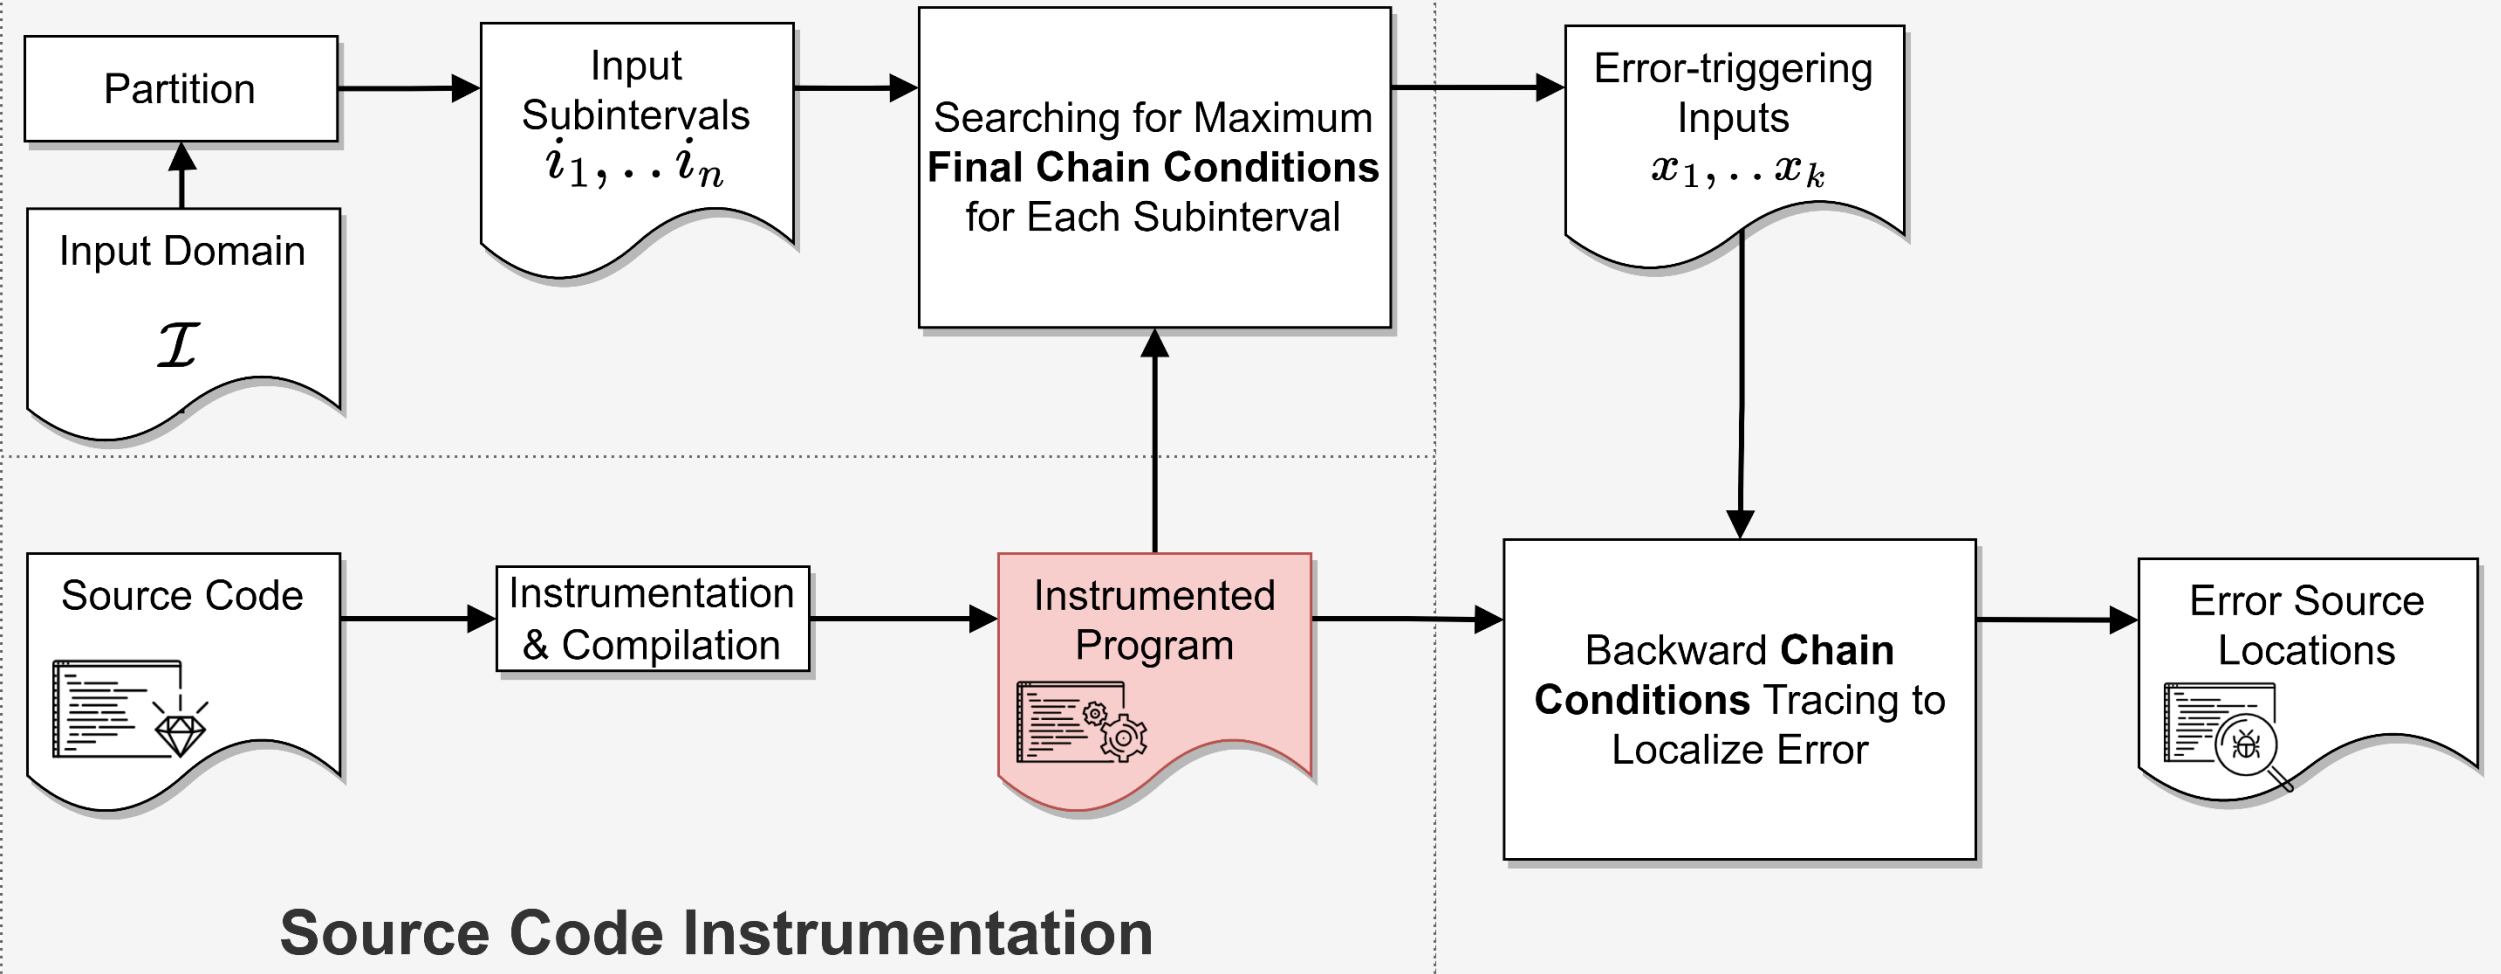 Partition
Input
Subintervals
i₁,..iₙ
Searching for Maximum
Final Chain Conditions
for Each Subinterval
Error-triggering
Inputs
x₁,..xₖ
Input Domain
𝓘
Source Code
Instrumentation
& Compilation
Instrumented
Program
Backward Chain
Conditions Tracing to
Localize Error
Error Source
Locations
Source Code Instrumentation